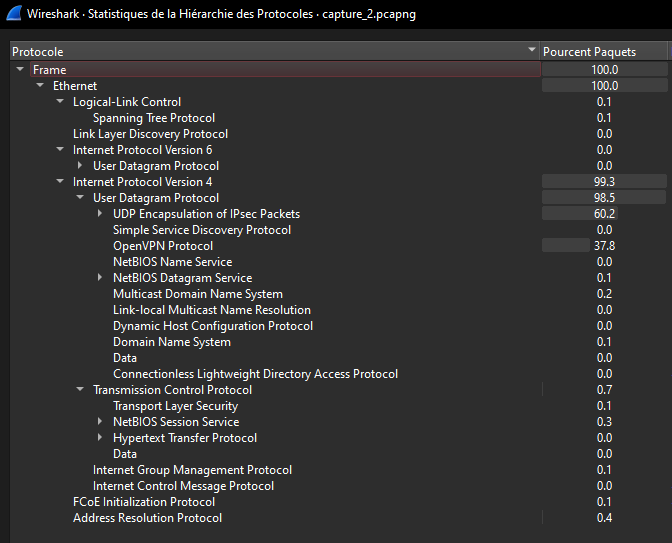 Wireshark · Statistiques de la Hiérarchie des Protocoles · capture_2.pcapng
Protocole Pourcent Paquets
Frame 100.0
Ethernet 100.0
Logical-Link Control 0.1
Spanning Tree Protocol 0.1
Link Layer Discovery Protocol 0.0
Internet Protocol Version 6 0.0
User Datagram Protocol 0.0
Internet Protocol Version 4 99.3
User Datagram Protocol 98.5
UDP Encapsulation of IPsec Packets 60.2
Simple Service Discovery Protocol 0.0
OpenVPN Protocol 37.8
NetBIOS Name Service 0.0
NetBIOS Datagram Service 0.1
Multicast Domain Name System 0.2
Link-local Multicast Name Resolution 0.0
Dynamic Host Configuration Protocol 0.0
Domain Name System 0.1
Data 0.0
Connectionless Lightweight Directory Access Protocol 0.0
Transmission Control Protocol 0.7
Transport Layer Security 0.1
NetBIOS Session Service 0.3
Hypertext Transfer Protocol 0.0
Data 0.0
Internet Group Management Protocol 0.1
Internet Control Message Protocol 0.0
FCoE Initialization Protocol 0.1
Address Resolution Protocol 0.4